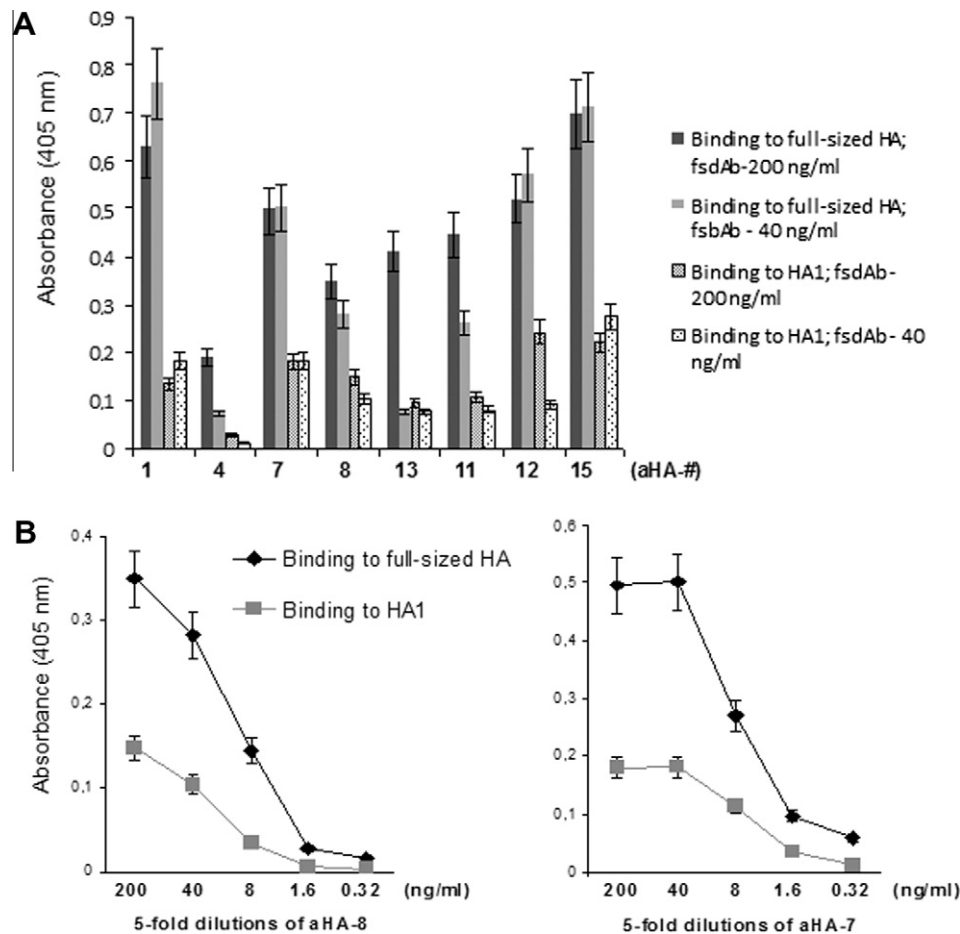 A
Absorbance (405 nm)
0,9
0,8
0,7
0,6
0,5
0,4
0,3
0,2
0,1
0
1 4 7 8 13 11 12 15 (aHA-#)
Binding to full-sized HA;
fsdAb-200 ng/ml
Binding to full-sized HA;
fsbAb - 40 ng/ml
Binding to HA1; fsdAb-
200ng/ml
Binding to HA1; fsdAb- 40
ng/ml
B
Absorbance (405 nm)
0,4
0,3
0,2
0,1
0
Binding to full-sized HA
Binding to HA1
200 40 8 1.6 0.32 (ng/ml)
5-fold dilutions of aHA-8
0,6
0,5
0,4
0,3
0,2
0,1
0
200 40 8 1.6 0.32 (ng/ml)
5-fold dilutions of aHA-7